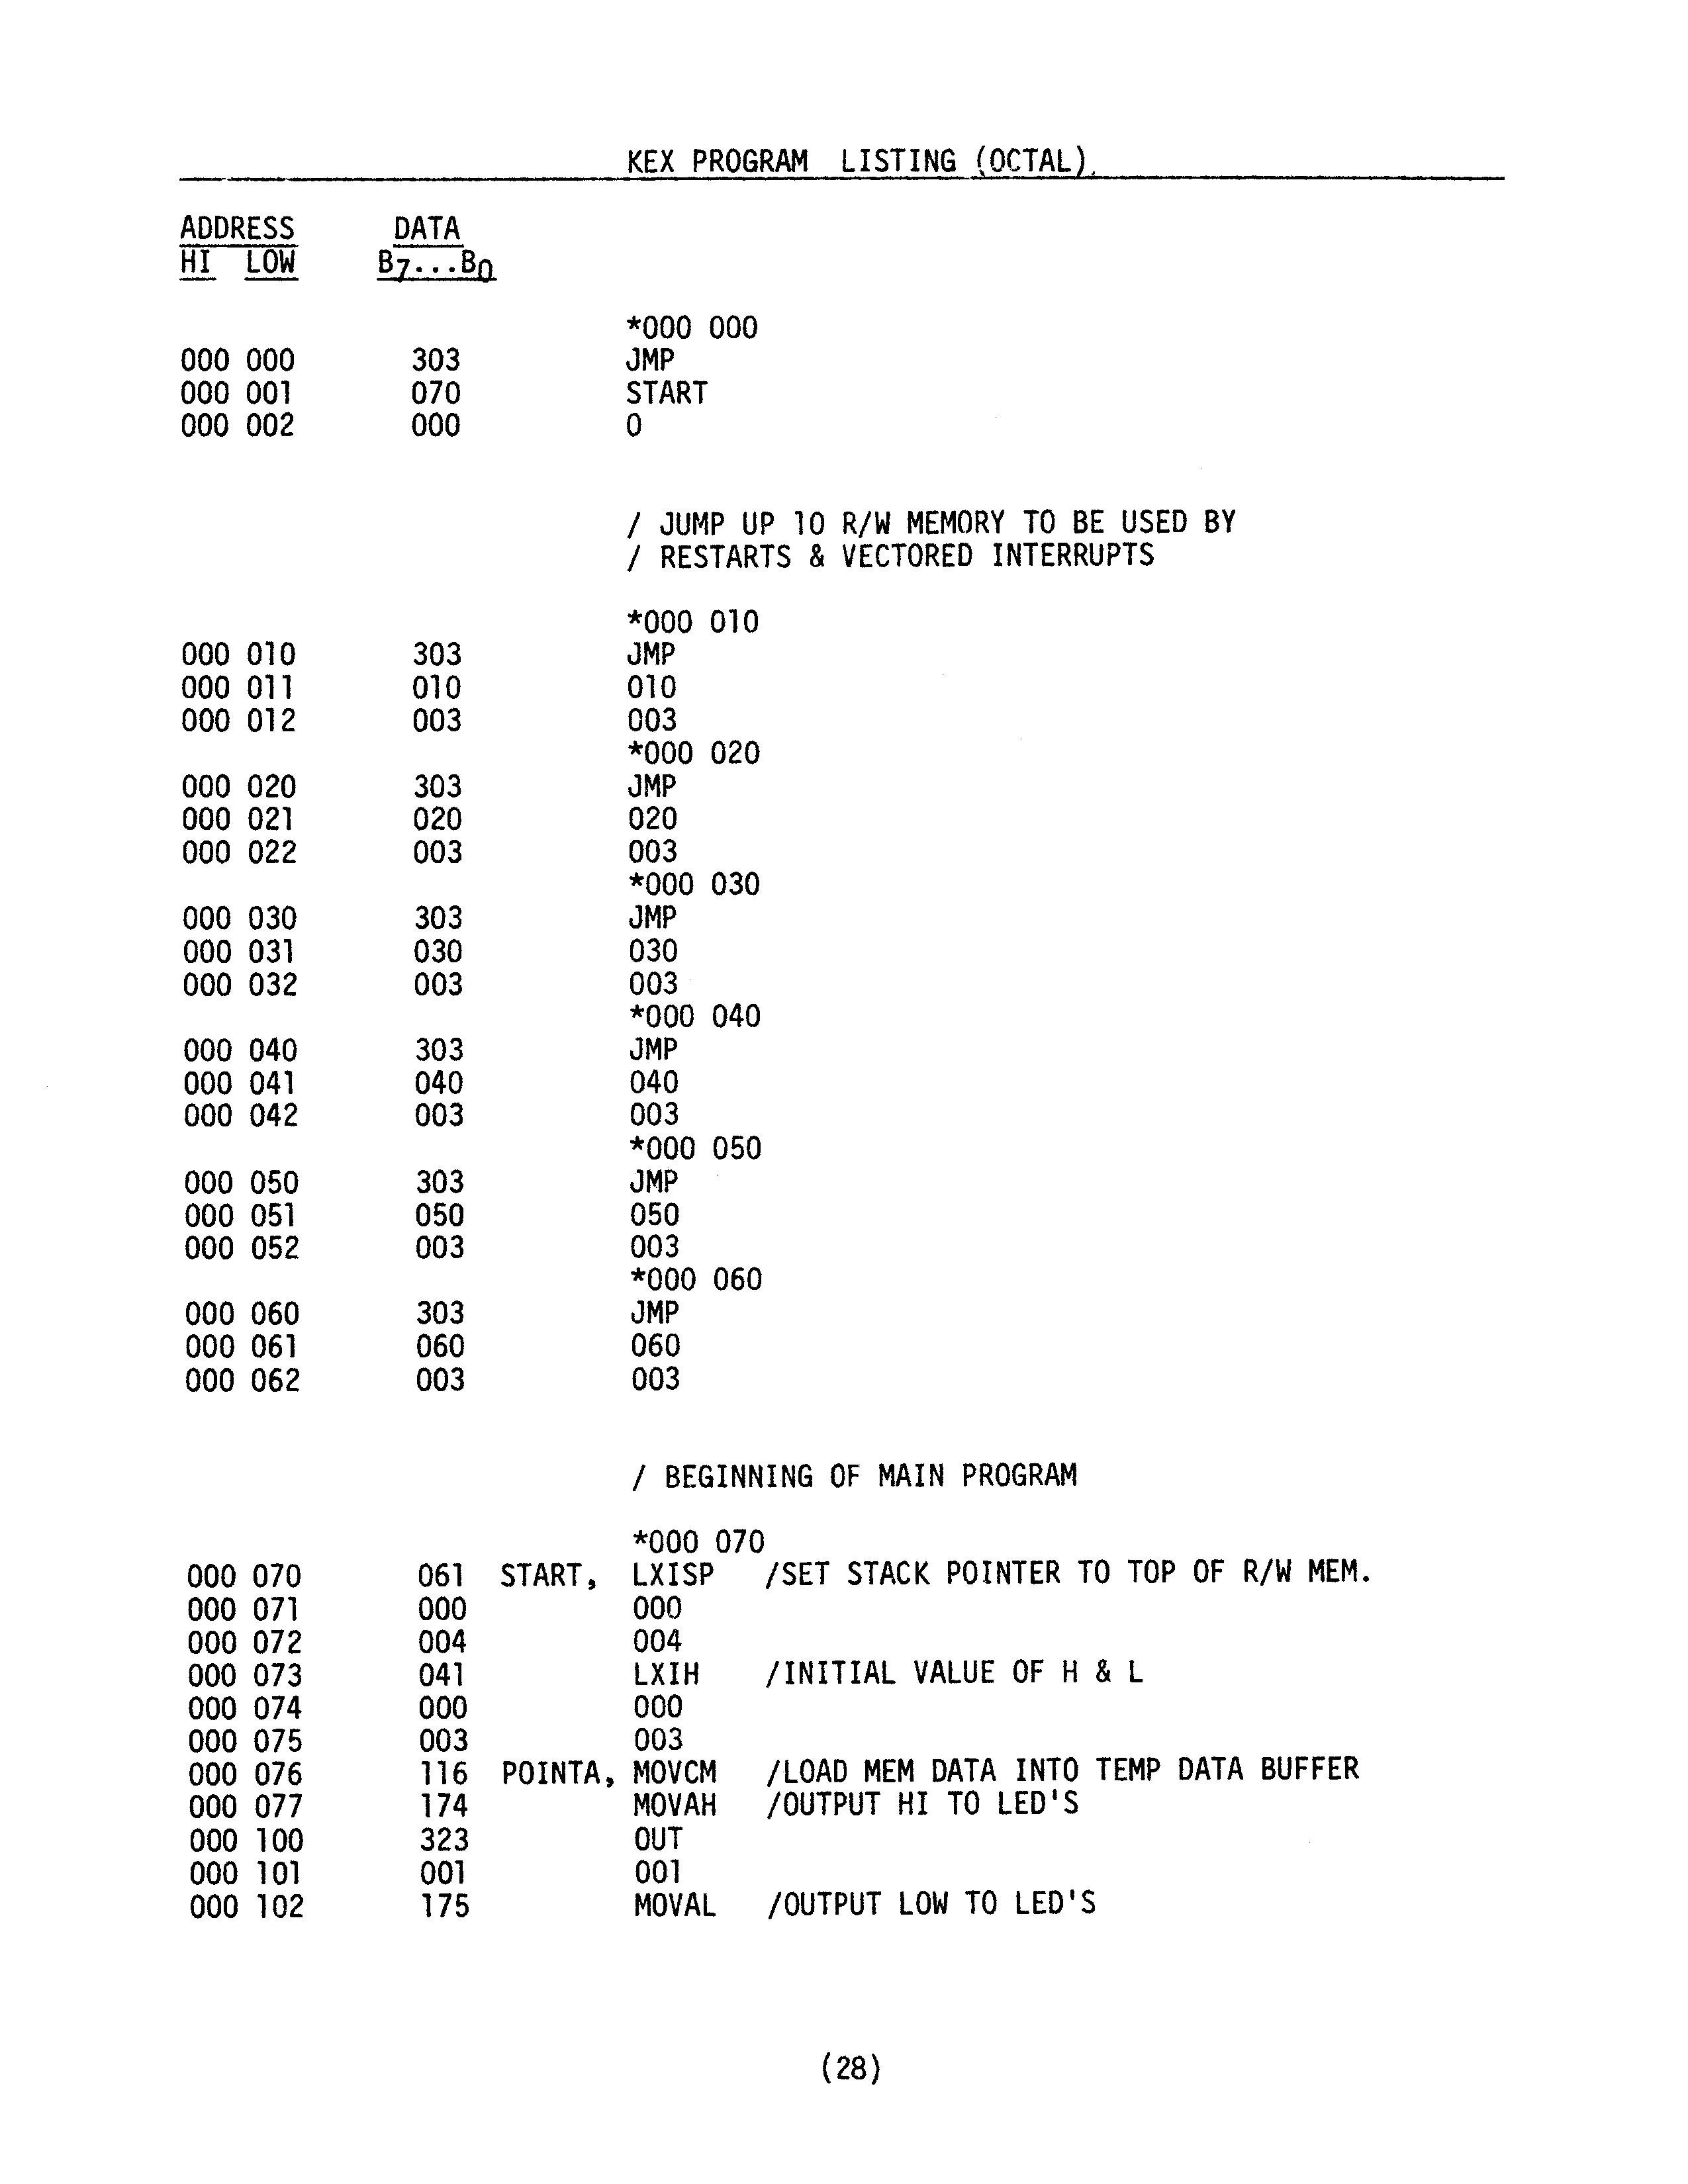 KEX PROGRAM LISTING (OCTAL)
ADDRESS DATA
HI LOW B7...B0
*000 000
000 000 303 JMP
000 001 070 START
000 002 000 0
/ JUMP UP 10 R/W MEMORY TO BE USED BY
/ RESTARTS & VECTORED INTERRUPTS
*000 010
000 010 303 JMP
000 011 010 010
000 012 003 003
*000 020
000 020 303 JMP
000 021 020 020
000 022 003 003
*000 030
000 030 303 JMP
000 031 030 030
000 032 003 003
*000 040
000 040 303 JMP
000 041 040 040
000 042 003 003
*000 050
000 050 303 JMP
000 051 050 050
000 052 003 003
*000 060
000 060 303 JMP
000 061 060 060
000 062 003 003
/ BEGINNING OF MAIN PROGRAM
*000 070
000 070 061 START, LXISP /SET STACK POINTER TO TOP OF R/W MEM.
000 071 000 000
000 072 004 004
000 073 041 LXIH /INITIAL VALUE OF H & L
000 074 000 000
000 075 003 003
000 076 116 POINTA, MOVCM /LOAD MEM DATA INTO TEMP DATA BUFFER
000 077 174 MOVAH /OUTPUT HI TO LED'S
000 100 323 OUT
000 101 001 001
000 102 175 MOVAL /OUTPUT LOW TO LED'S
(28)